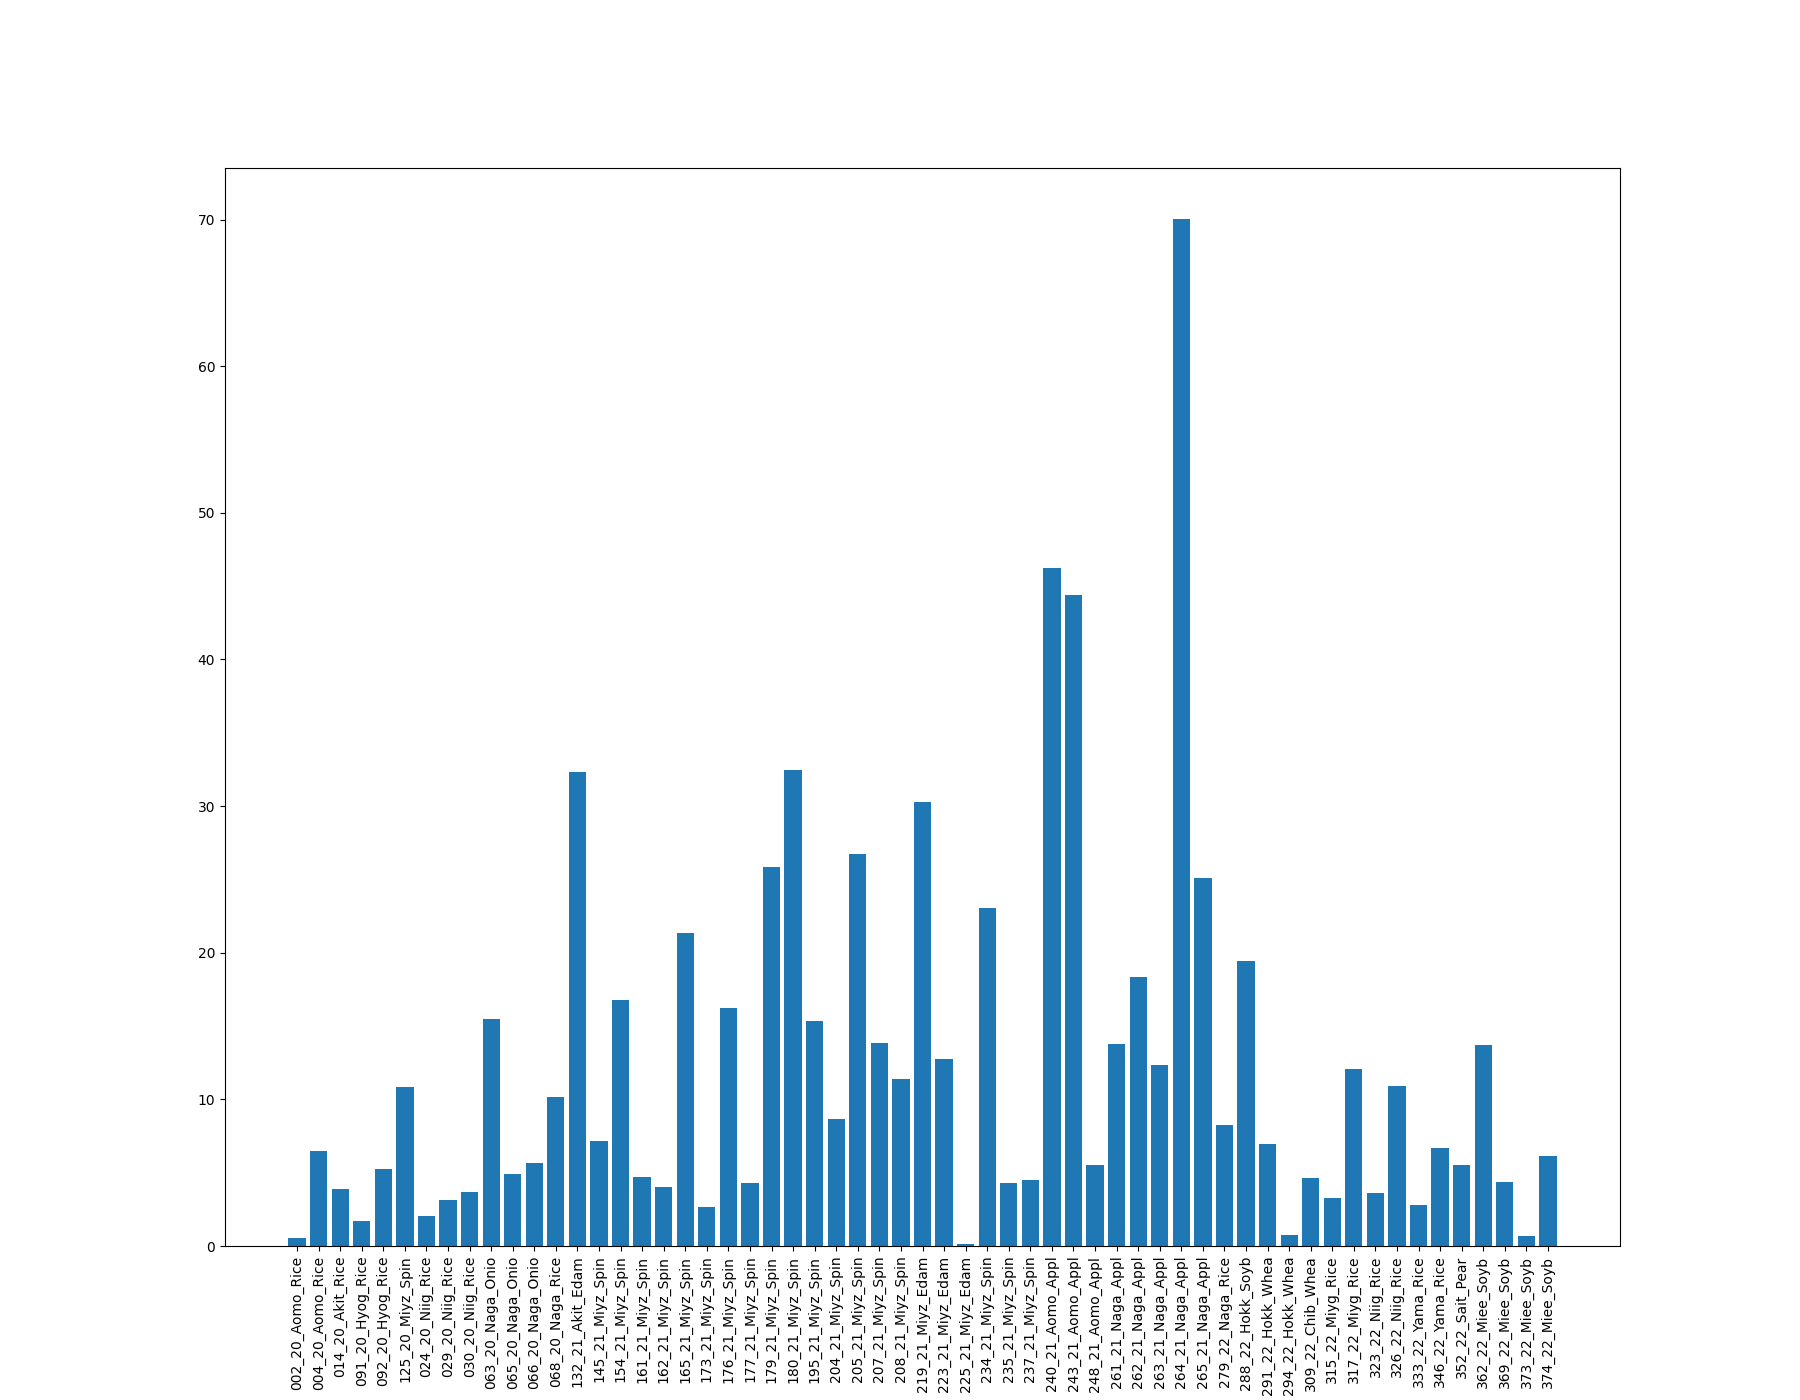 70
60
50
40
30
20
10
0
002_20_Aomo_Rice
004_20_Aomo_Rice
014_20_Akit_Rice
091_20_Hyog_Rice
092_20_Hyog_Rice
125_20_Miyz_Spin
024_20_Niig_Rice
029_20_Niig_Rice
030_20_Niig_Rice
063_20_Naga_Onio
065_20_Naga_Onio
066_20_Naga_Onio
068_20_Naga_Rice
132_21_Akit_Edam
145_21_Miyz_Spin
154_21_Miyz_Spin
161_21_Miyz_Spin
162_21_Miyz_Spin
165_21_Miyz_Spin
173_21_Miyz_Spin
176_21_Miyz_Spin
177_21_Miyz_Spin
179_21_Miyz_Spin
180_21_Miyz_Spin
195_21_Miyz_Spin
204_21_Miyz_Spin
205_21_Miyz_Spin
207_21_Miyz_Spin
208_21_Miyz_Spin
219_21_Miyz_Edam
223_21_Miyz_Edam
225_21_Miyz_Edam
234_21_Miyz_Spin
235_21_Miyz_Spin
237_21_Miyz_Spin
240_21_Aomo_Appl
243_21_Aomo_Appl
248_21_Aomo_Appl
261_21_Naga_Appl
262_21_Naga_Appl
263_21_Naga_Appl
264_21_Naga_Appl
265_21_Naga_Appl
279_22_Naga_Rice
288_22_Hokk_Soyb
291_22_Hokk_Whea
294_22_Hokk_Whea
309_22_Chib_Whea
315_22_Miyg_Rice
317_22_Miyg_Rice
323_22_Niig_Rice
326_22_Niig_Rice
333_22_Yama_Rice
346_22_Yama_Rice
352_22_Sait_Pear
362_22_Miee_Soyb
369_22_Miee_Soyb
373_22_Miee_Soyb
374_22_Miee_Soyb